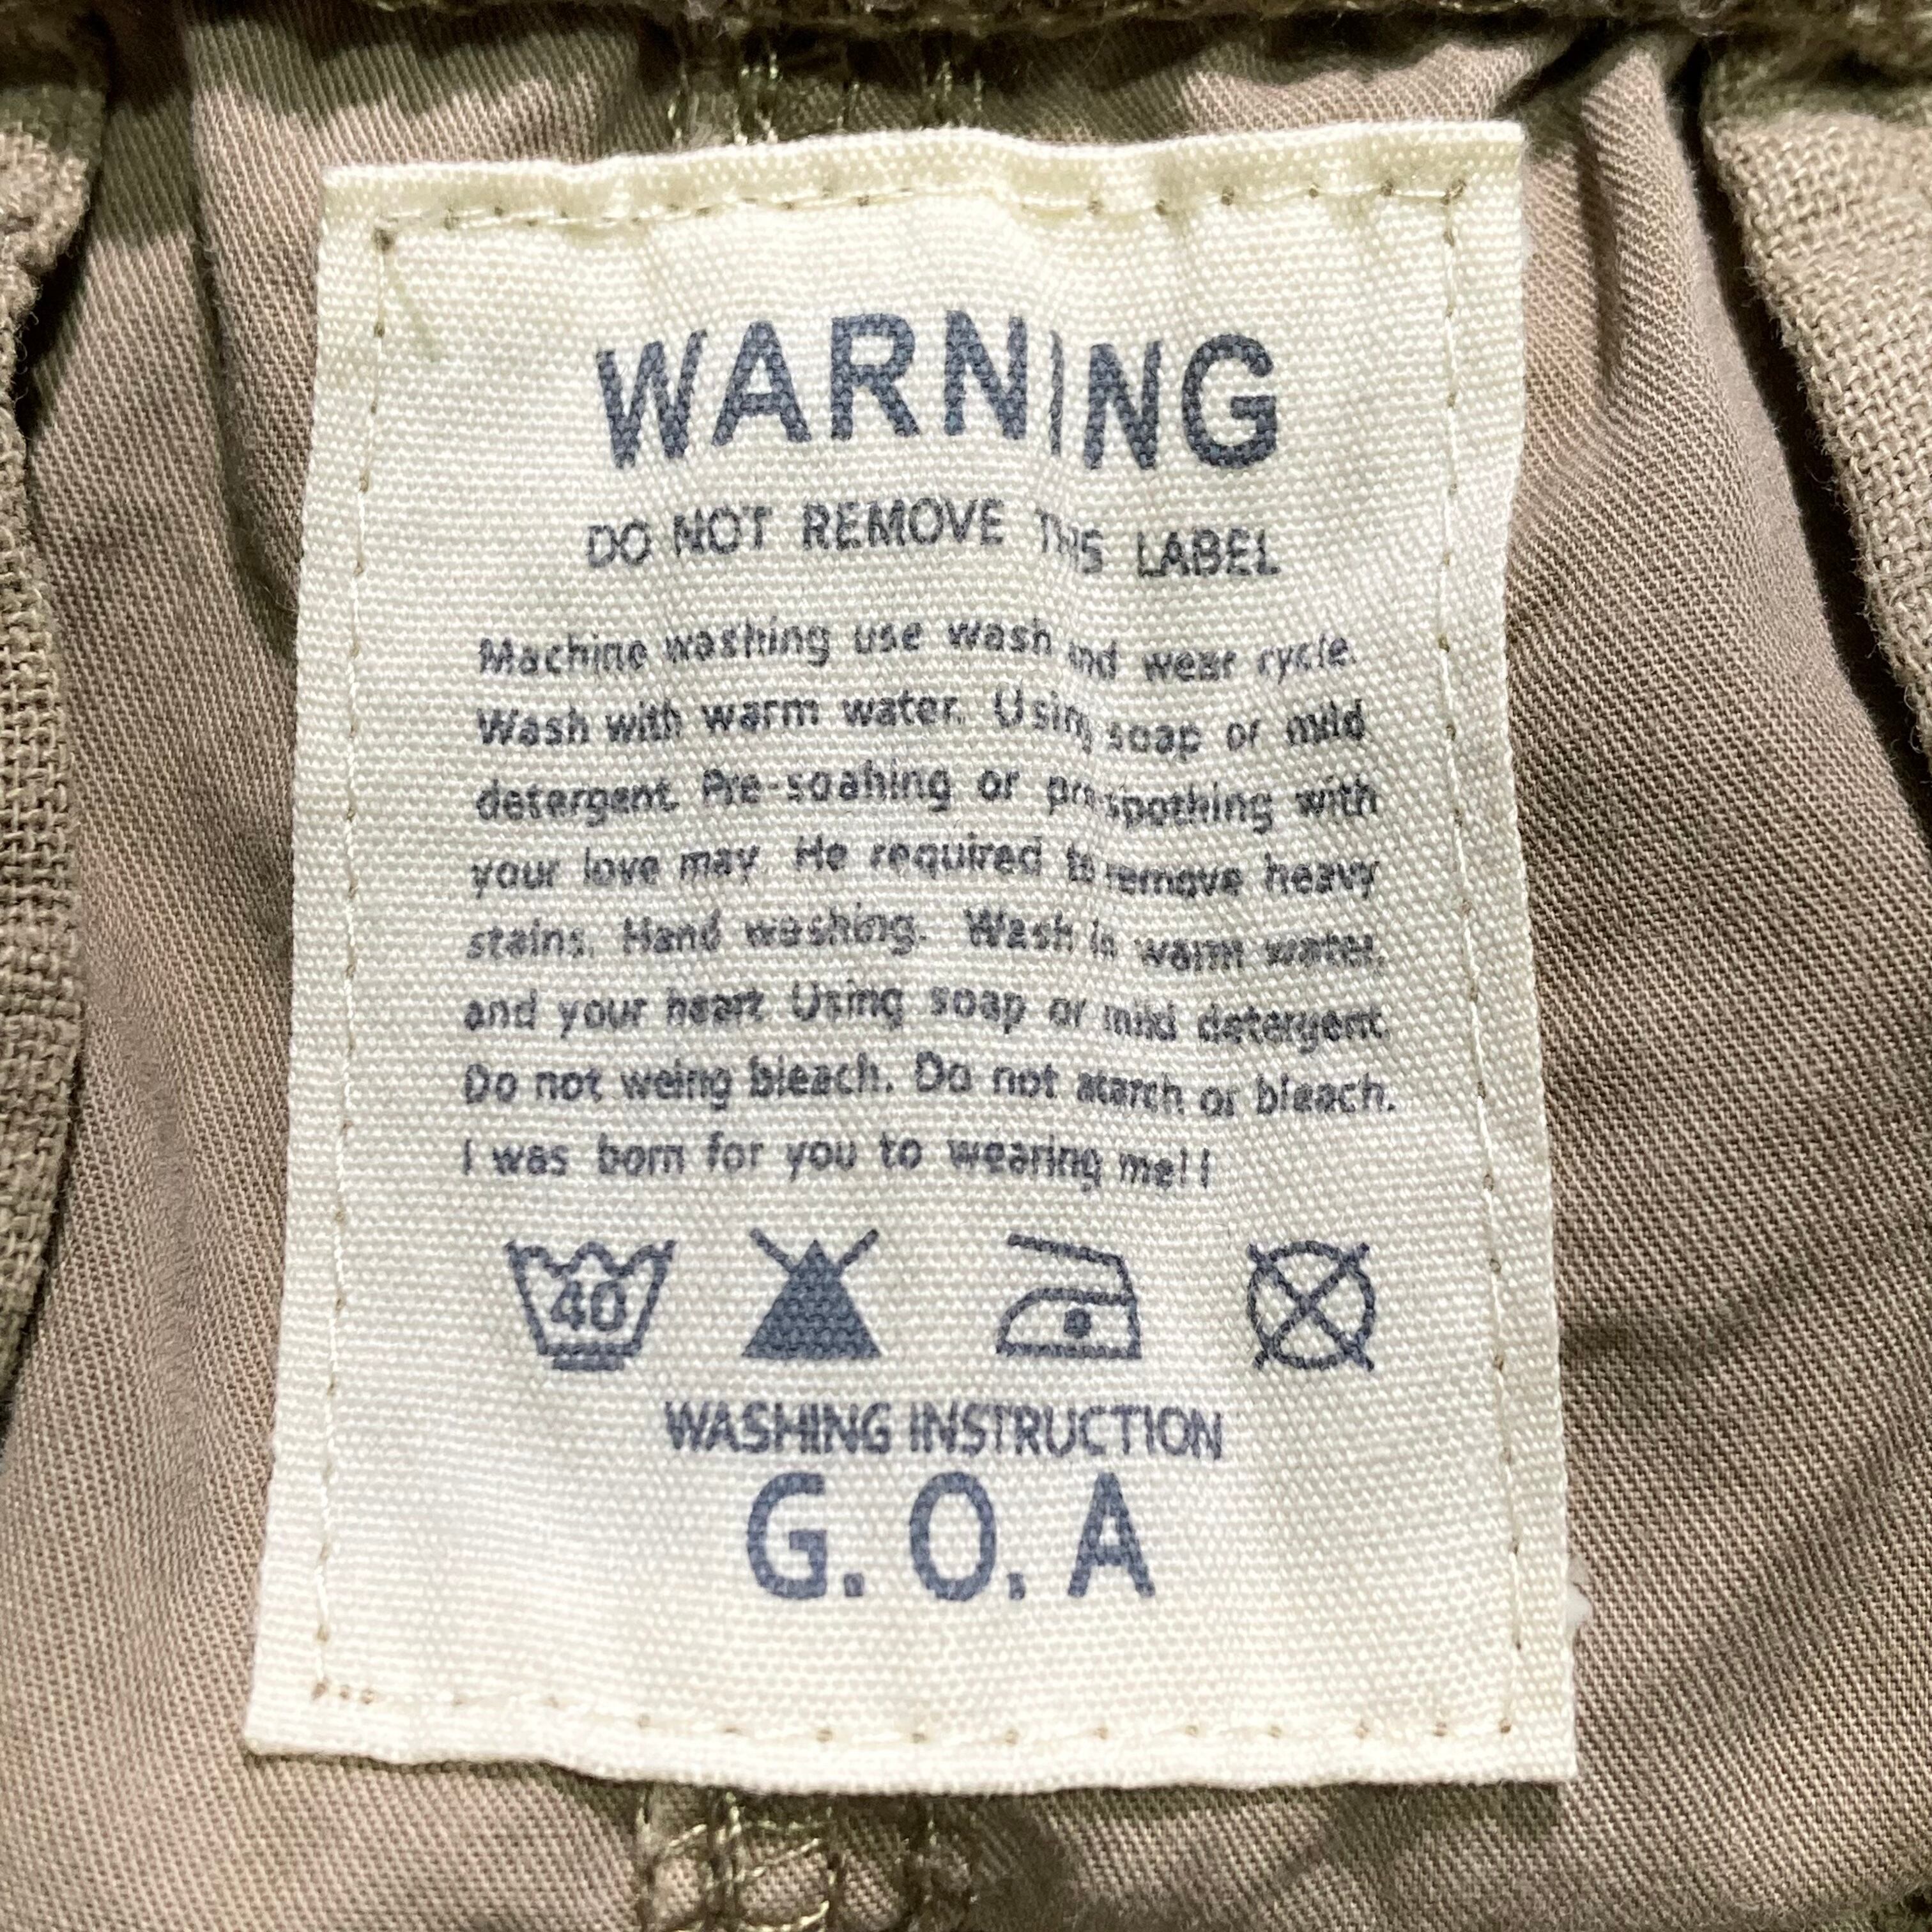 WARNING
DO NOT REMOVE THIS LABEL
Machine washing use wash and wear rycle.
Wash with warm water. Using soap or mild
detergent. Pre-soahing or pre-spothing with
your love may He required to remove heavy
stains. Hand washing. Wash in warm water.
and your heart Using soap or mild detergent.
Do not weing bleach. Do not atarch or bleach.
I was born for you to wearing me!!
40
WASHING INSTRUCTION
G. O. A